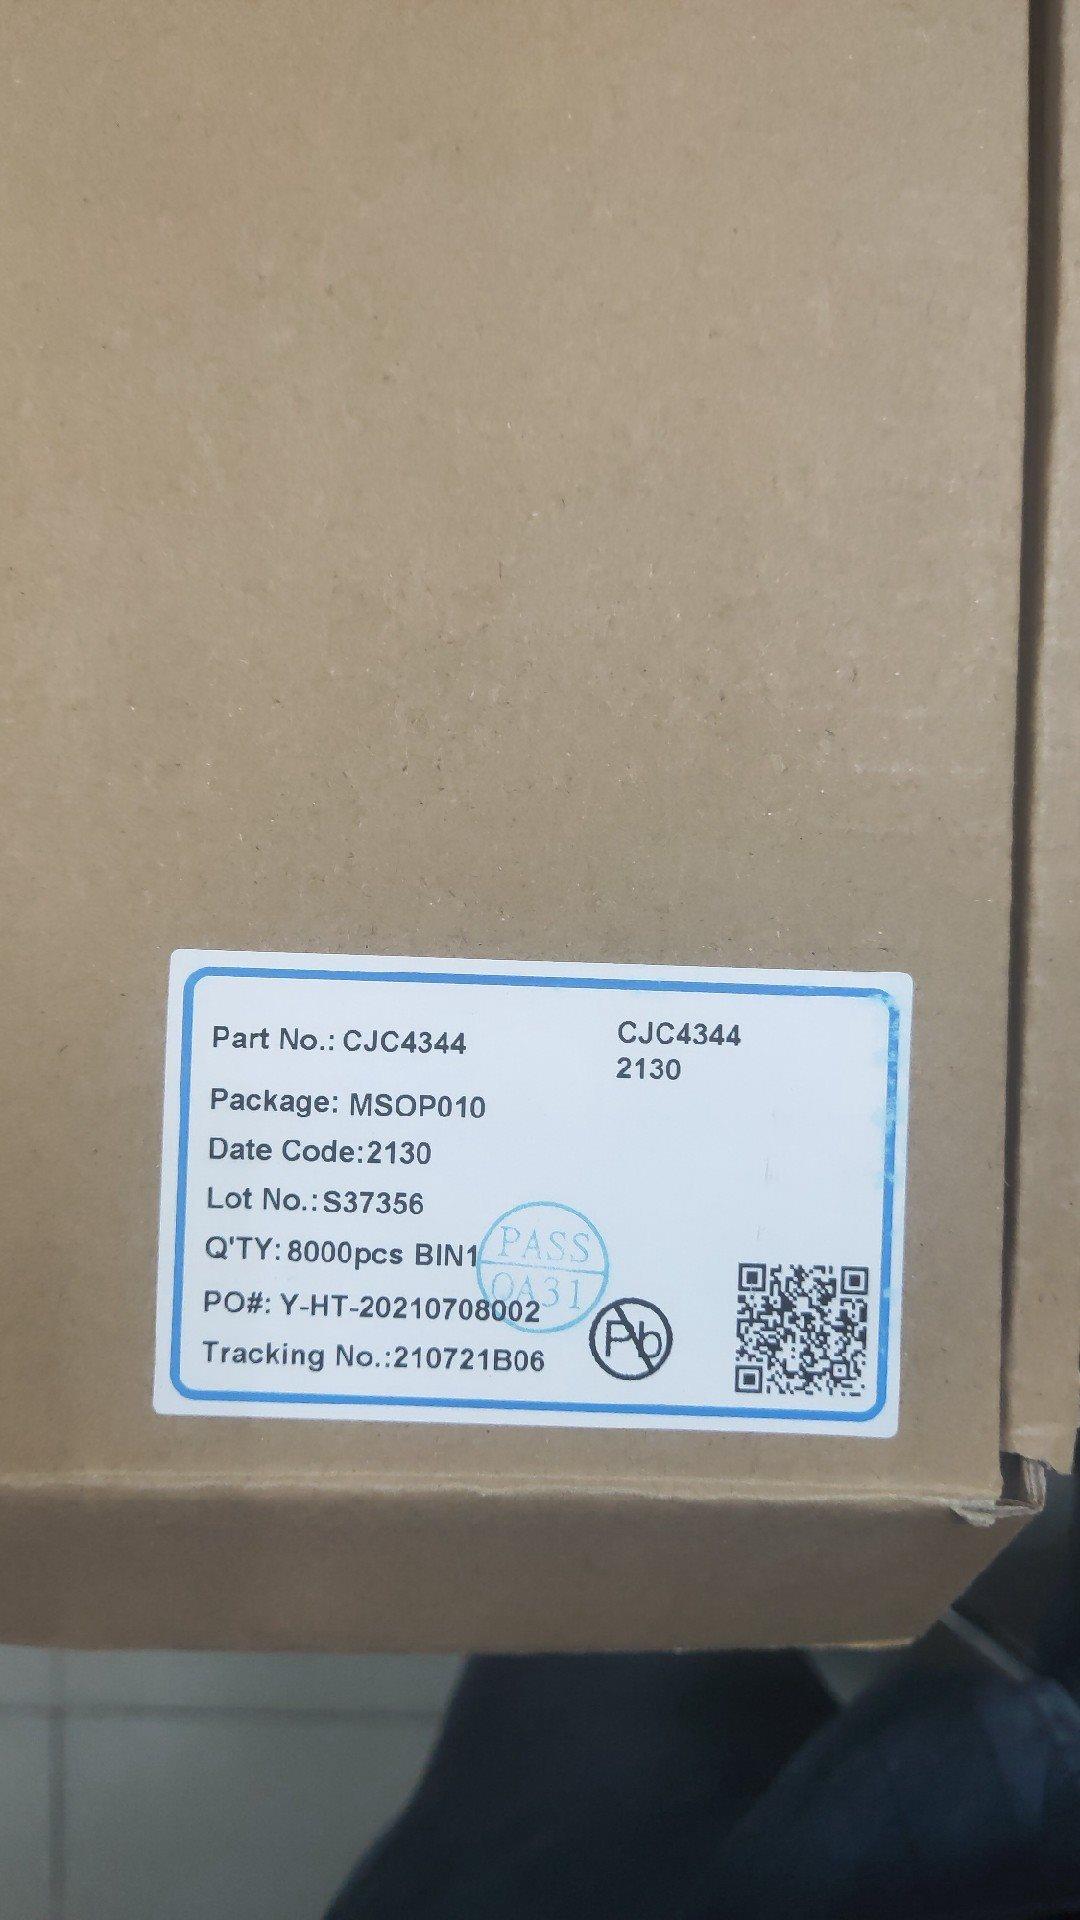 Part No.: CJC4344
CJC4344
2130
Package: MSOP010
Date Code:2130
Lot No.:S37356
Q'TY: 8000pcs BIN1
PASS
QA31
PO#: Y-HT-20210708002
Pb
Tracking No.:210721B06